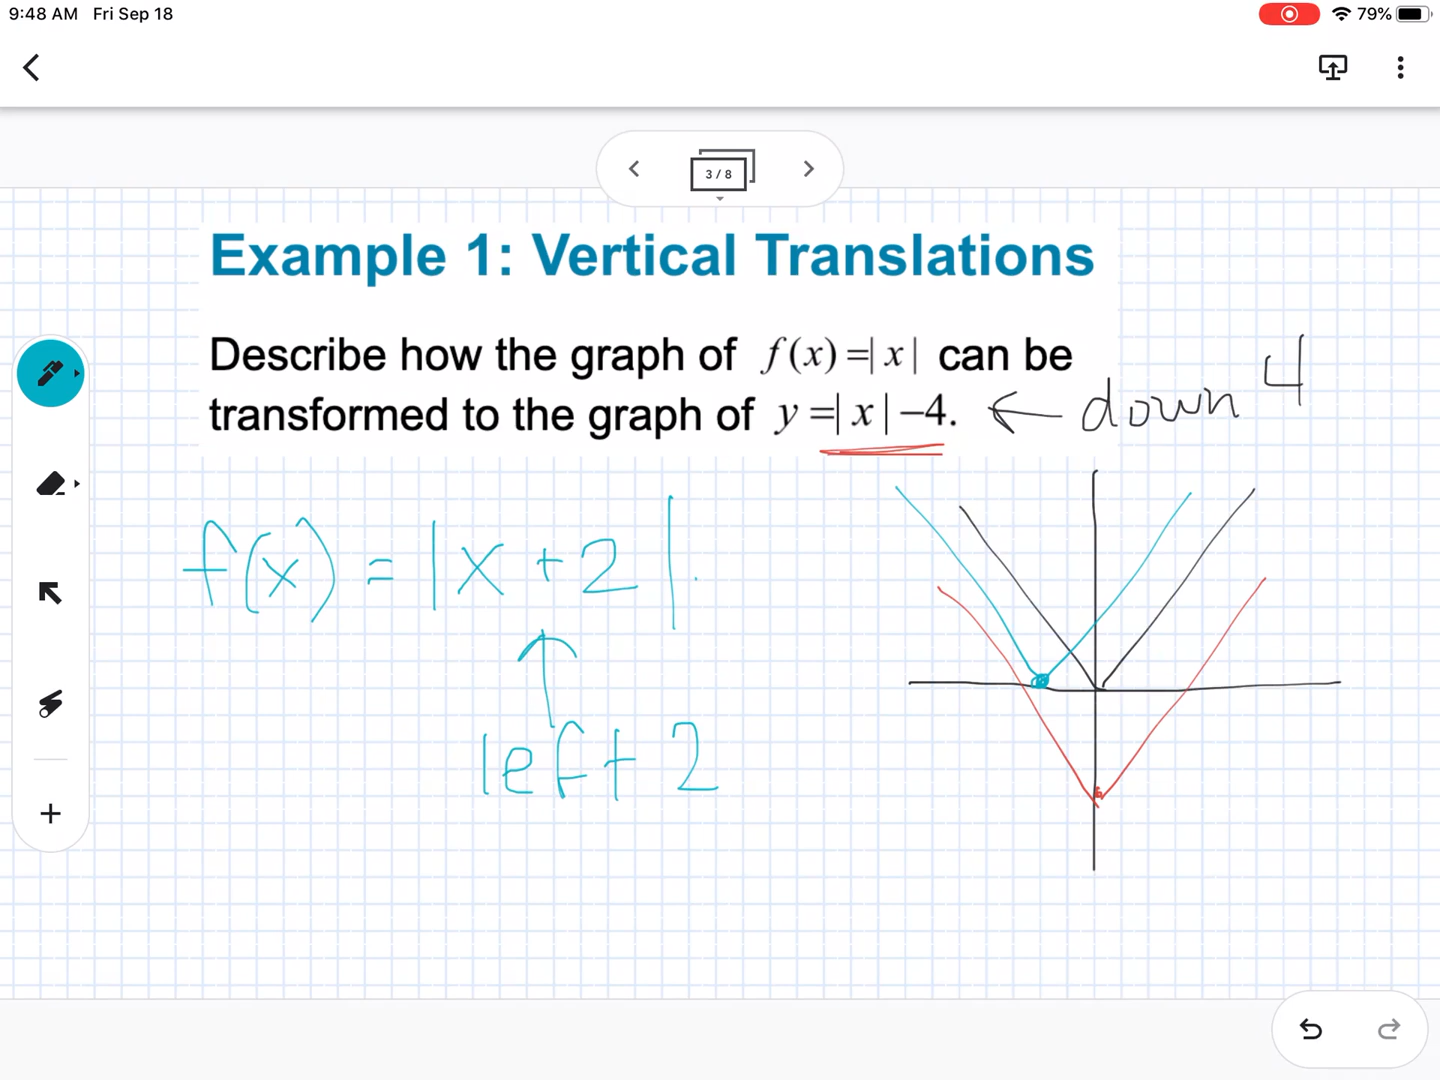 9:48 AM Fri Sep 18 79%
3 / 8
Example 1: Vertical Translations
Describe how the graph of f(x) =| x | can be
transformed to the graph of y =| x | −4. ← down 4
f(x) = |x + 2|.
left 2